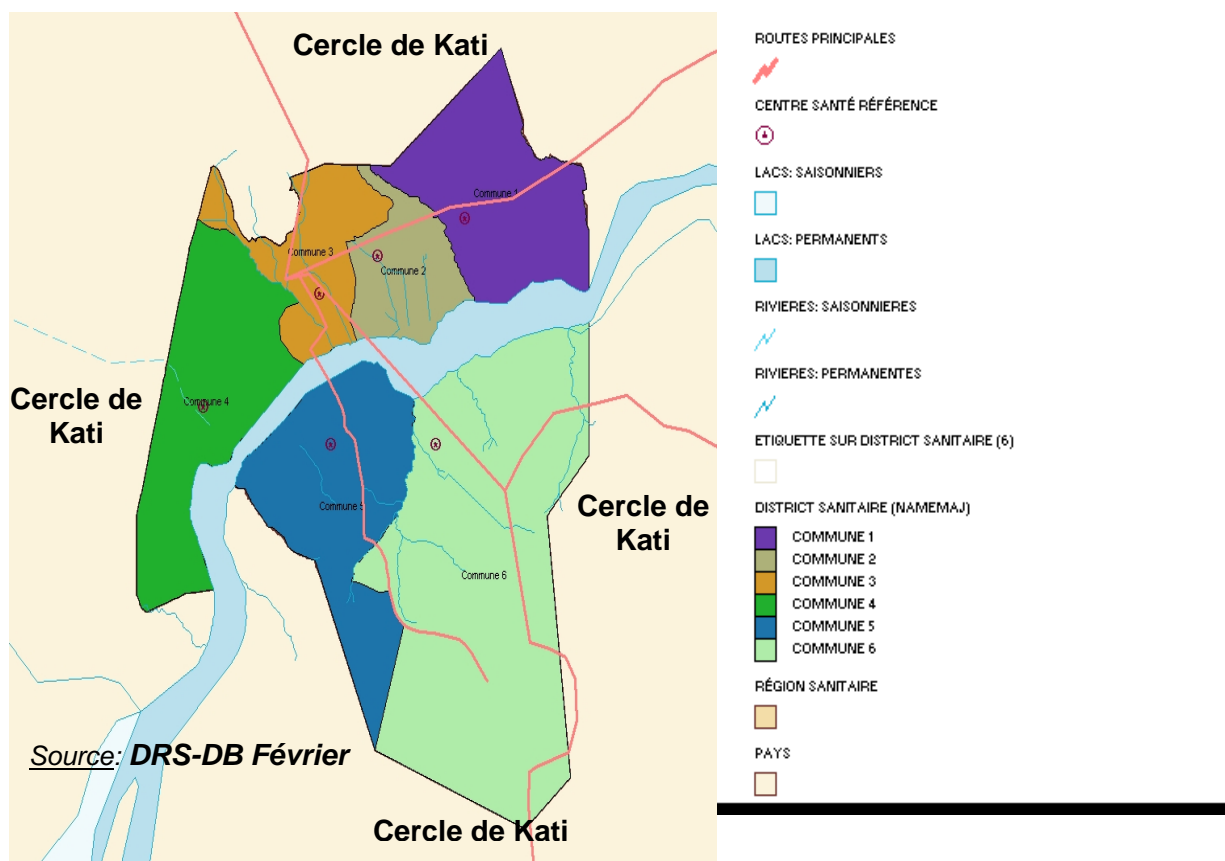 Cercle de Kati
Commune 1
Commune 3
Commune 2
Cercle de
Kati
Commune 4
Cercle de
Kati
Commune 5
Commune 6
Source: DRS-DB Février
Cercle de Kati
ROUTES PRINCIPALES
CENTRE SANTÉ RÉFÉRENCE
LACS: SAISONNIERS
LACS: PERMANENTS
RIVIERES: SAISONNIERES
RIVIERES: PERMANENTES
ETIQUETTE SUR DISTRICT SANITAIRE (6)
DISTRICT SANITAIRE (NAMEMAJ)
COMMUNE 1
COMMUNE 2
COMMUNE 3
COMMUNE 4
COMMUNE 5
COMMUNE 6
RÉGION SANITAIRE
PAYS